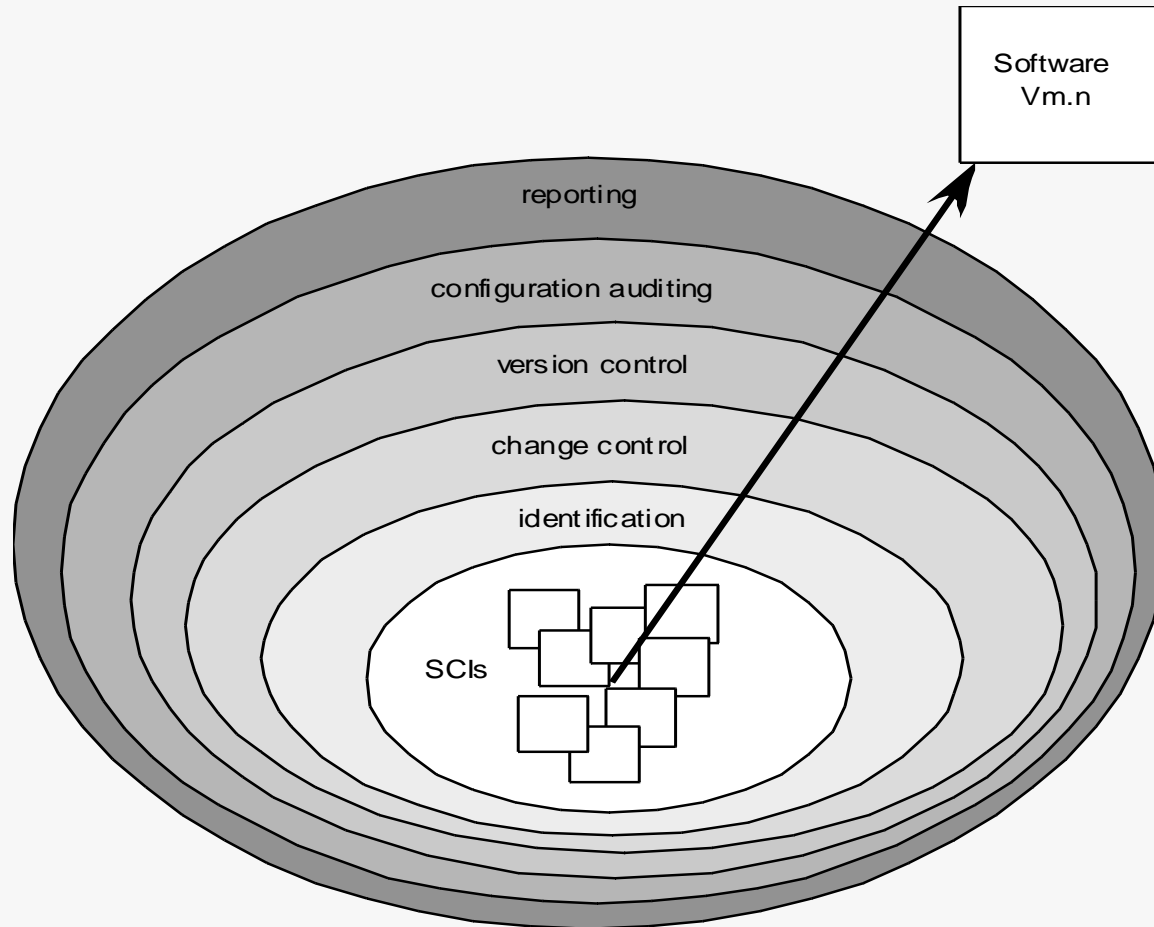 Software
Vm.n
reporting
configuration auditing
version control
change control
identification
SCIs